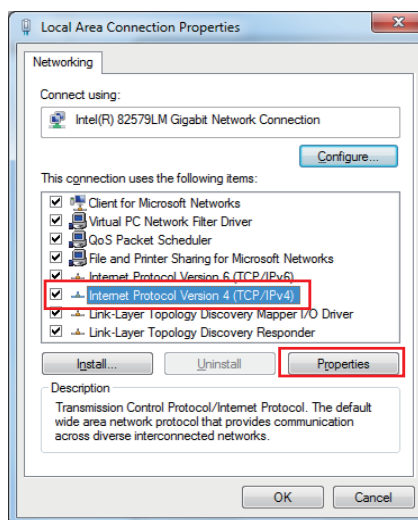 Local Area Connection Properties
Networking
Connect using:
Intel(R) 82579LM Gigabit Network Connection
Configure...
This connection uses the following items:
Client for Microsoft Networks
Virtual PC Network Filter Driver
QoS Packet Scheduler
File and Printer Sharing for Microsoft Networks
Internet Protocol Version 6 (TCP/IPv6)
Internet Protocol Version 4 (TCP/IPv4)
Link-Layer Topology Discovery Mapper I/O Driver
Link-Layer Topology Discovery Responder
Install...
Uninstall
Properties
Description
Transmission Control Protocol/Internet Protocol. The default
wide area network protocol that provides communication
across diverse interconnected networks.
OK
Cancel